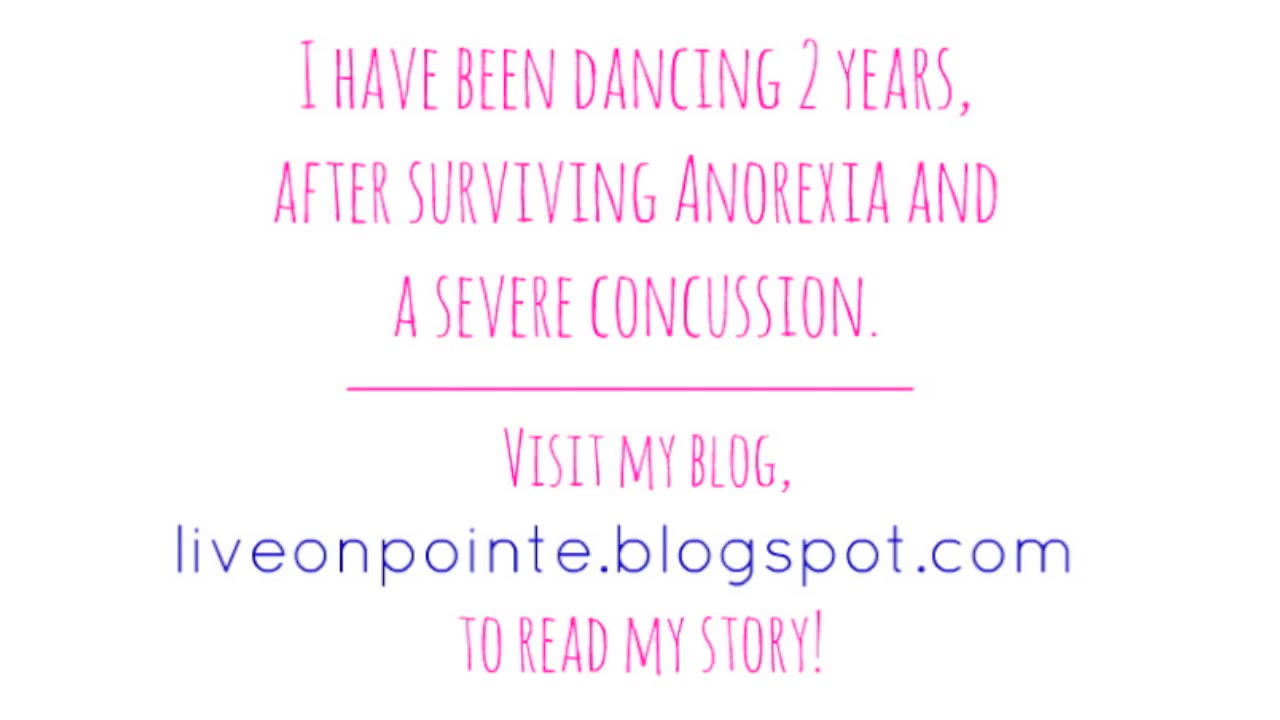 I have been dancing 2 years,
after surviving Anorexia and
a severe concussion.
Visit my blog,
liveonpointe.blogspot.com
to read my story!